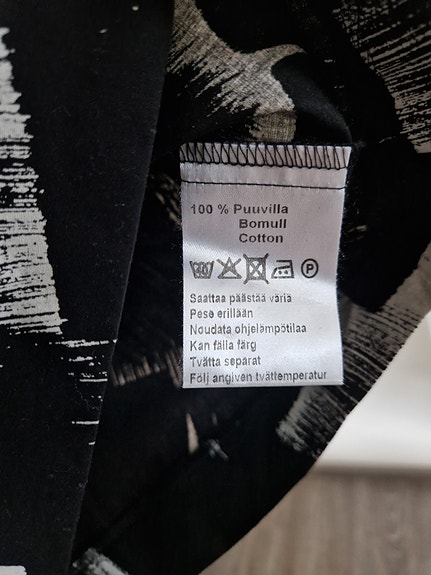 100 % Puuvilla
Bomull
Cotton
P
Saattaa päästää väriä
Pese erillään
Noudata ohjelämpötilaa
Kan fälla färg
Tvätta separat
Följ angiven tvättemperatur